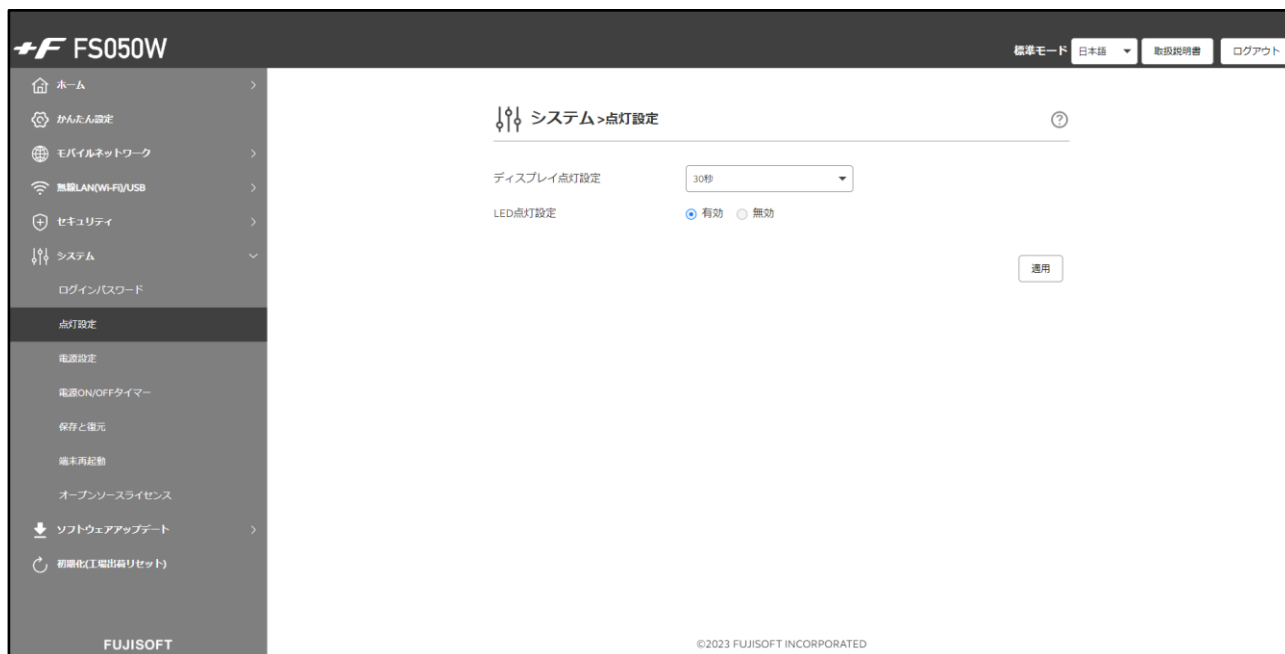 +F FS050W
標準モード 日本語 取扱説明書 ログアウト
ホーム
かんたん設定
モバイルネットワーク
無線LAN(Wi-Fi)/USB
セキュリティ
システム
ログインパスワード
点灯設定
電源設定
電源ON/OFFタイマー
保存と復元
端末再起動
オープンソースライセンス
ソフトウェアアップデート
初期化(工場出荷リセット)
FUJISOFT
システム>点灯設定
ディスプレイ点灯設定 30秒
LED点灯設定 有効 無効
適用
©2023 FUJISOFT INCORPORATED